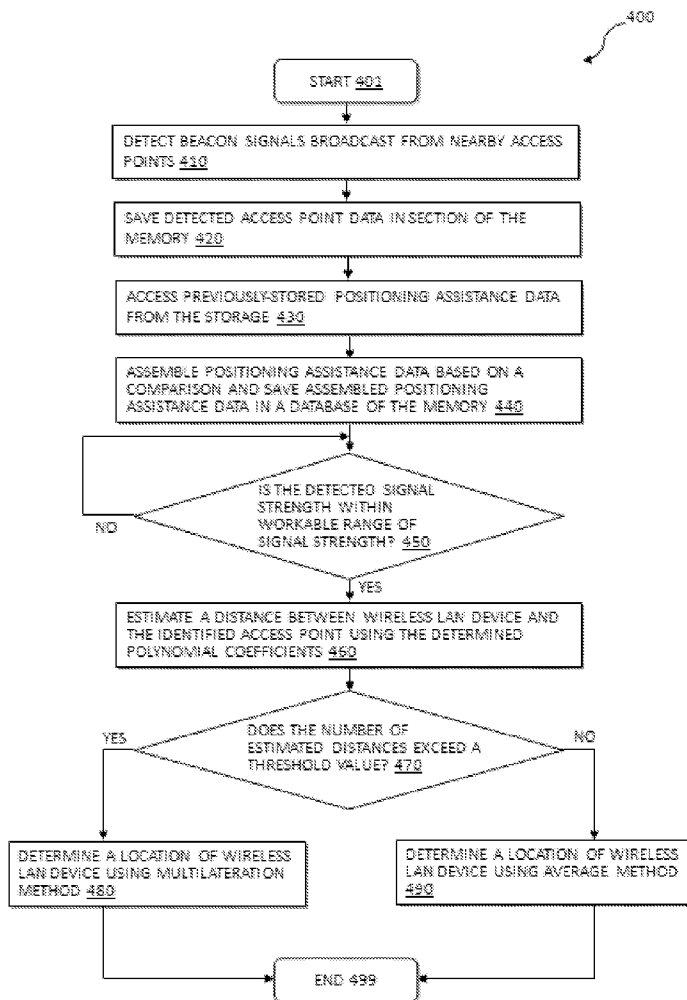 400
START 401
DETECT BEACON SIGNALS BROADCAST FROM NEARBY ACCESS
POINTS 410
SAVE DETECTED ACCESS POINT DATA IN SECTION OF THE
MEMORY 420
ACCESS PREVIOUSLY-STORED POSITIONING ASSISTANCE DATA
FROM THE STORAGE 430
ASSEMBLE POSITIONING ASSISTANCE DATA BASED ON A
COMPARISON AND SAVE ASSEMBLED POSITIONING
ASSISTANCE DATA IN A DATABASE OF THE MEMORY 440
IS THE DETECTED SIGNAL
STRENGTH WITHIN
WORKABLE RANGE OF
SIGNAL STRENGTH? 450
NO
YES
ESTIMATE A DISTANCE BETWEEN WIRELESS LAN DEVICE AND
THE IDENTIFIED ACCESS POINT USING THE DETERMINED
POLYNOMIAL COEFFICIENTS 460
YES
DOES THE NUMBER OF
ESTIMATED DISTANCES EXCEED A
THRESHOLD VALUE? 470
NO
DETERMINE A LOCATION OF WIRELESS
LAN DEVICE USING MULTILATERATION
METHOD 480
DETERMINE A LOCATION OF WIRELESS
LAN DEVICE USING AVERAGE METHOD
490
END 499